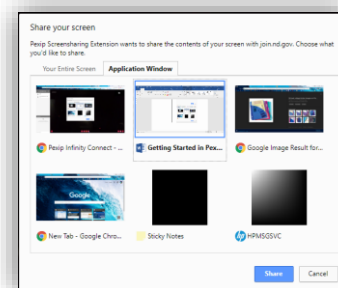 Share your screen
Pexip Screensharing Extension wants to share the contents of your screen with join.nd.gov. Choose what
you'd like to share.
Your Entire Screen Application Window
Pexip Infinity Connect - ... Getting Started in Pex... Google Image Result for...
Google
New Tab - Google Chro... Sticky Notes HPMSGSVC
Share Cancel